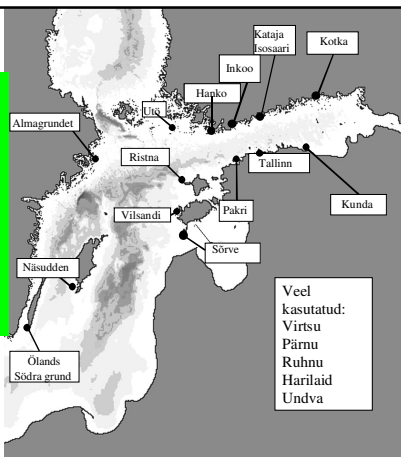 Kataja
Isosaari
Kotka
Inkoo
Hanko
Utö
Almagrundet
Ristna
Tallinn
Vilsandi
Pakri
Kunda
Sörve
Näsudden
Veel
kasutatud:
Virtsu
Pärnu
Ruhnu
Harilaid
Undva
Ölands
Södra grund